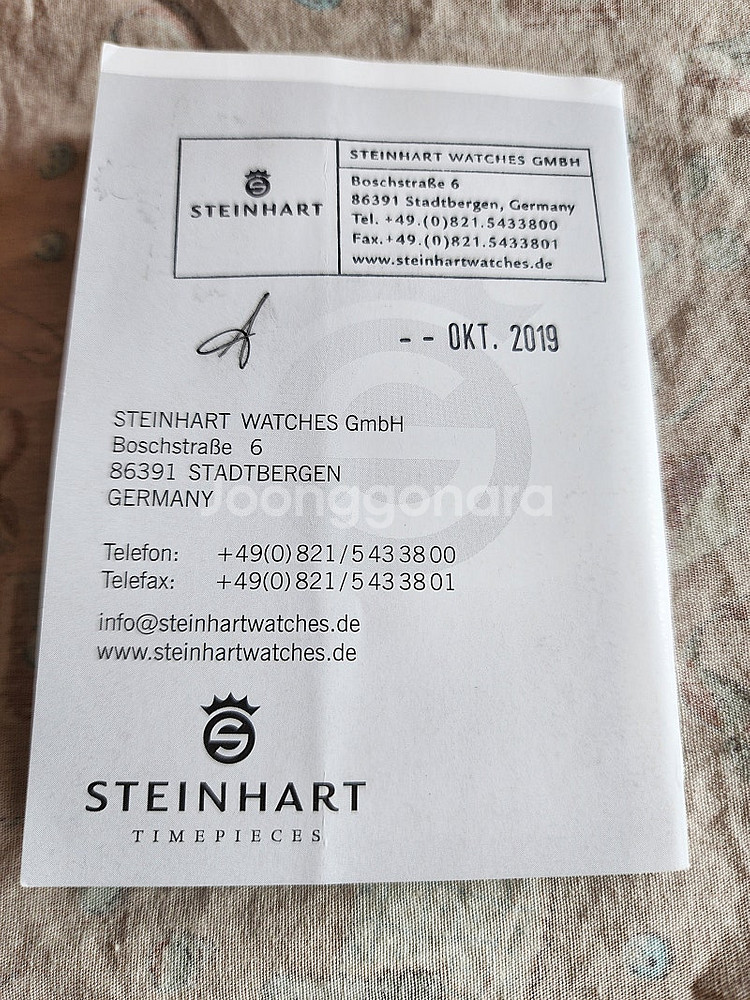 STEINHART
STEINHART WATCHES GMBH
Boschstraße 6
86391 Stadtbergen, Germany
Tel. +49.(0)821.5433800
Fax.+49.(0)821.5433801
www.steinhartwatches.de
-- OKT. 2019
STEINHART WATCHES GmbH
Boschstraße 6
86391 STADTBERGEN
GERMANY
Joonggonara
Telefon: +49(0)821/5433800
Telefax: +49(0)821/5433801
info@steinhartwatches.de
www.steinhartwatches.de
STEINHART
TIMEPIECES